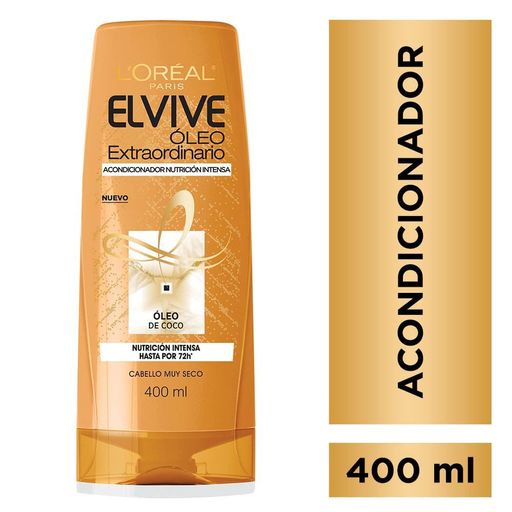 L'ORÉAL
PARIS
ELVIVE
ÓLEO
Extraordinario
ACONDICIONADOR NUTRICIÓN INTENSA
NUEVO
ÓLEO
DE COCO
NUTRICIÓN INTENSA
HASTA POR 72h*
CABELLO MUY SECO
400 ml
ACONDICIONADOR
400 ml